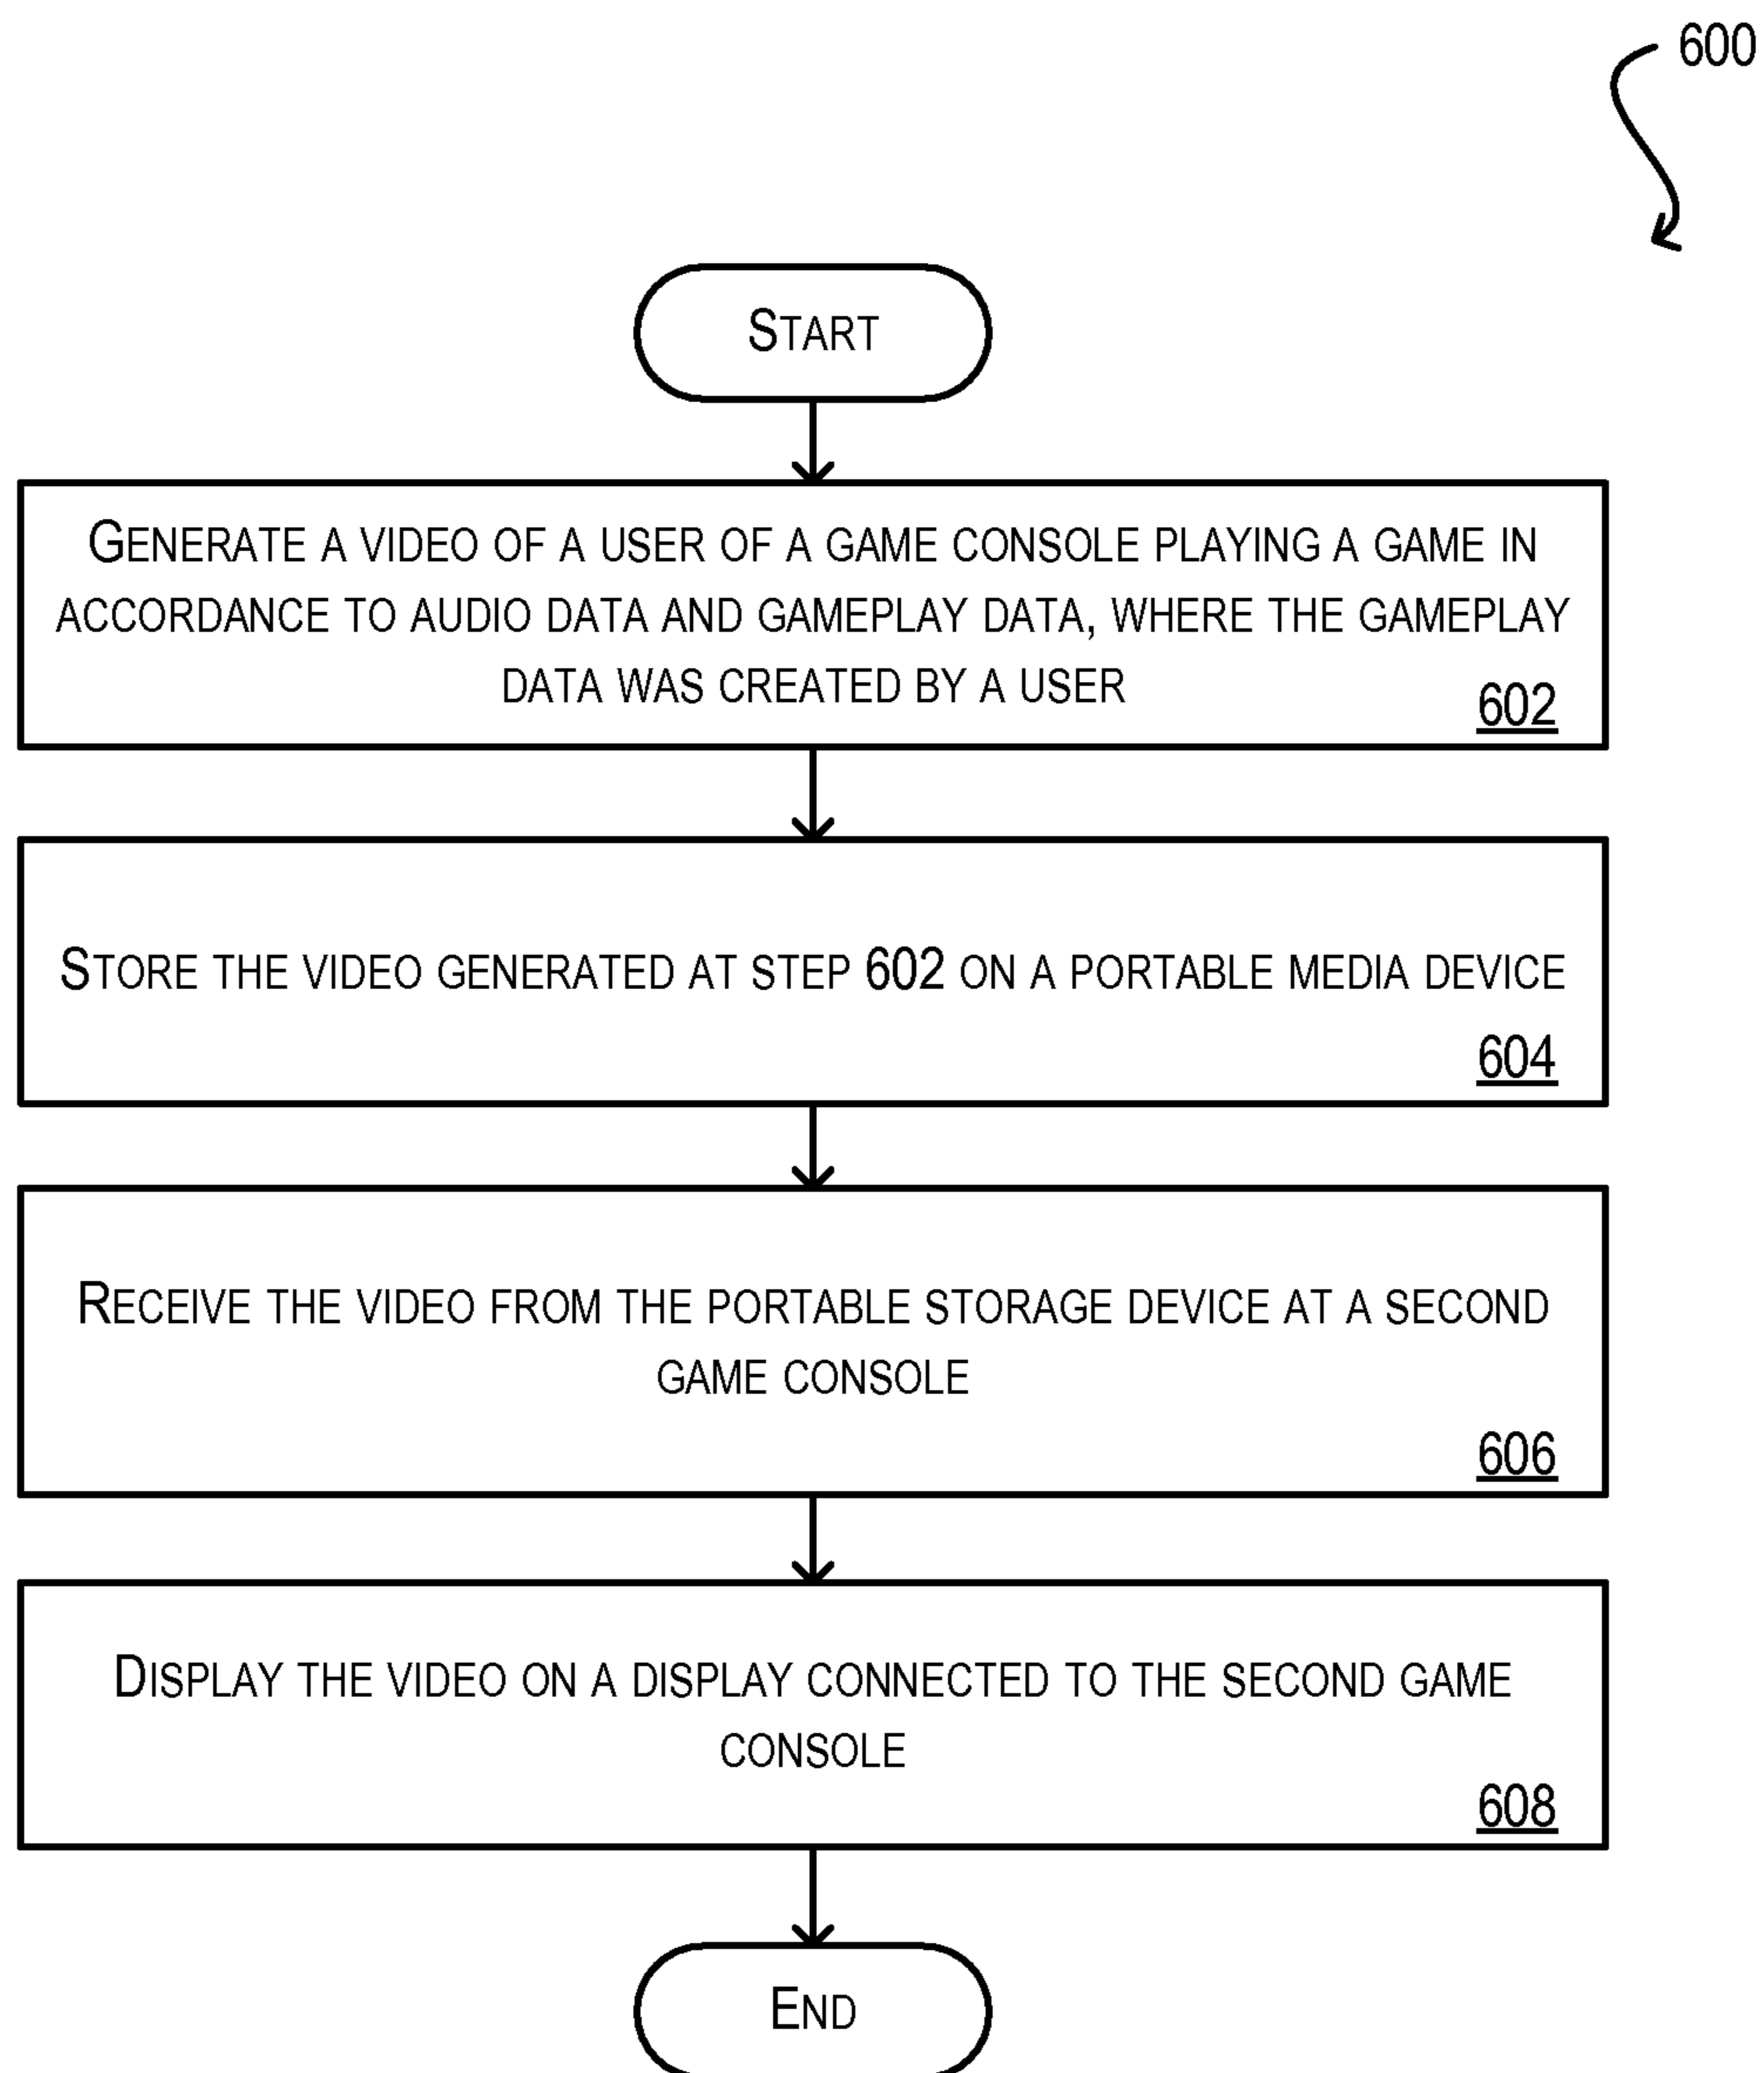 600
START
GENERATE A VIDEO OF A USER OF A GAME CONSOLE PLAYING A GAME IN
ACCORDANCE TO AUDIO DATA AND GAMEPLAY DATA, WHERE THE GAMEPLAY
DATA WAS CREATED BY A USER
602
STORE THE VIDEO GENERATED AT STEP 602 ON A PORTABLE MEDIA DEVICE
604
RECEIVE THE VIDEO FROM THE PORTABLE STORAGE DEVICE AT A SECOND
GAME CONSOLE
606
DISPLAY THE VIDEO ON A DISPLAY CONNECTED TO THE SECOND GAME
CONSOLE
608
END